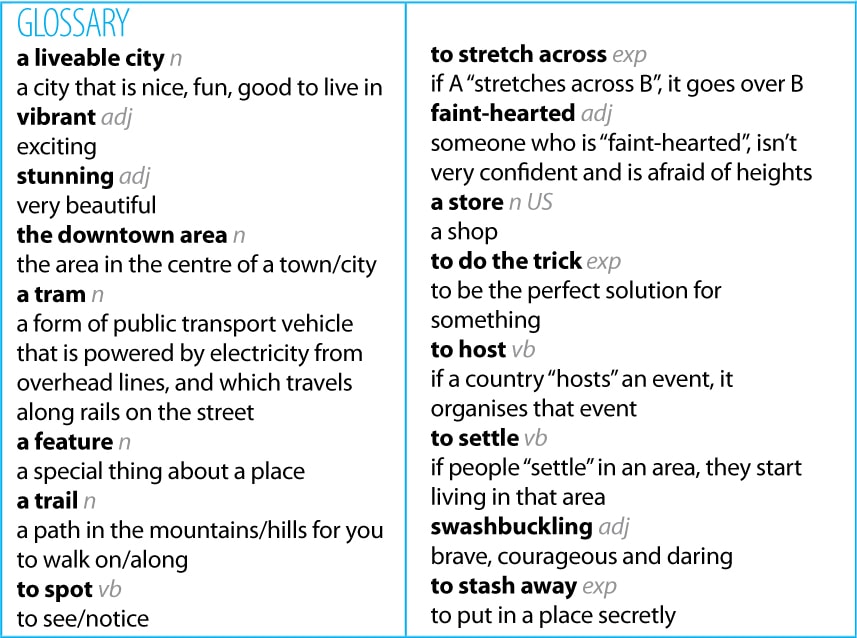 GLOSSARY
a liveable city n
a city that is nice, fun, good to live in
vibrant adj
exciting
stunning adj
very beautiful
the downtown area n
the area in the centre of a town/city
a tram n
a form of public transport vehicle
that is powered by electricity from
overhead lines, and which travels
along rails on the street
a feature n
a special thing about a place
a trail n
a path in the mountains/hills for you
to walk on/along
to spot vb
to see/notice
to stretch across exp
if A “stretches across B”, it goes over B
faint-hearted adj
someone who is “faint-hearted”, isn’t
very confident and is afraid of heights
a store n US
a shop
to do the trick exp
to be the perfect solution for
something
to host vb
if a country “hosts” an event, it
organises that event
to settle vb
if people “settle” in an area, they start
living in that area
swashbuckling adj
brave, courageous and daring
to stash away exp
to put in a place secretly